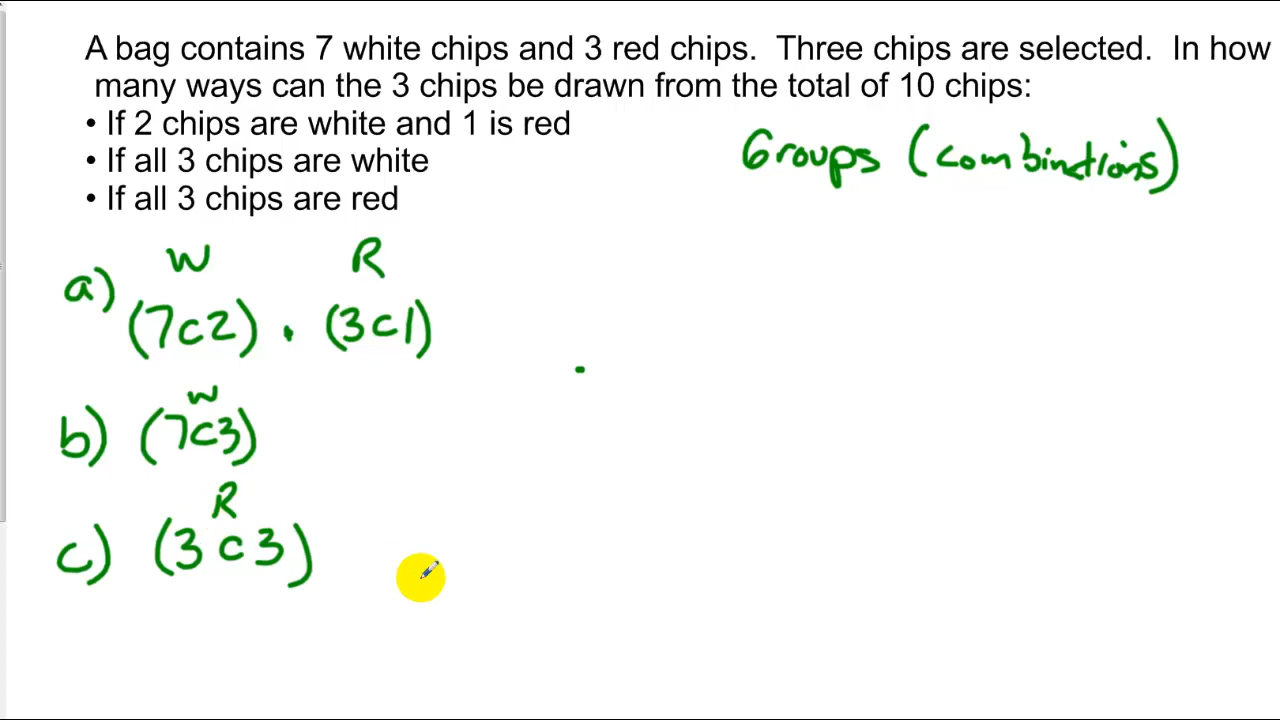 A bag contains 7 white chips and 3 red chips. Three chips are selected. In how
many ways can the 3 chips be drawn from the total of 10 chips:
• If 2 chips are white and 1 is red
• If all 3 chips are white
• If all 3 chips are red
Groups (combinctions)
W R
a) (7c2) · (3c1)
W
b) (7c3)
R
c) (3c3)